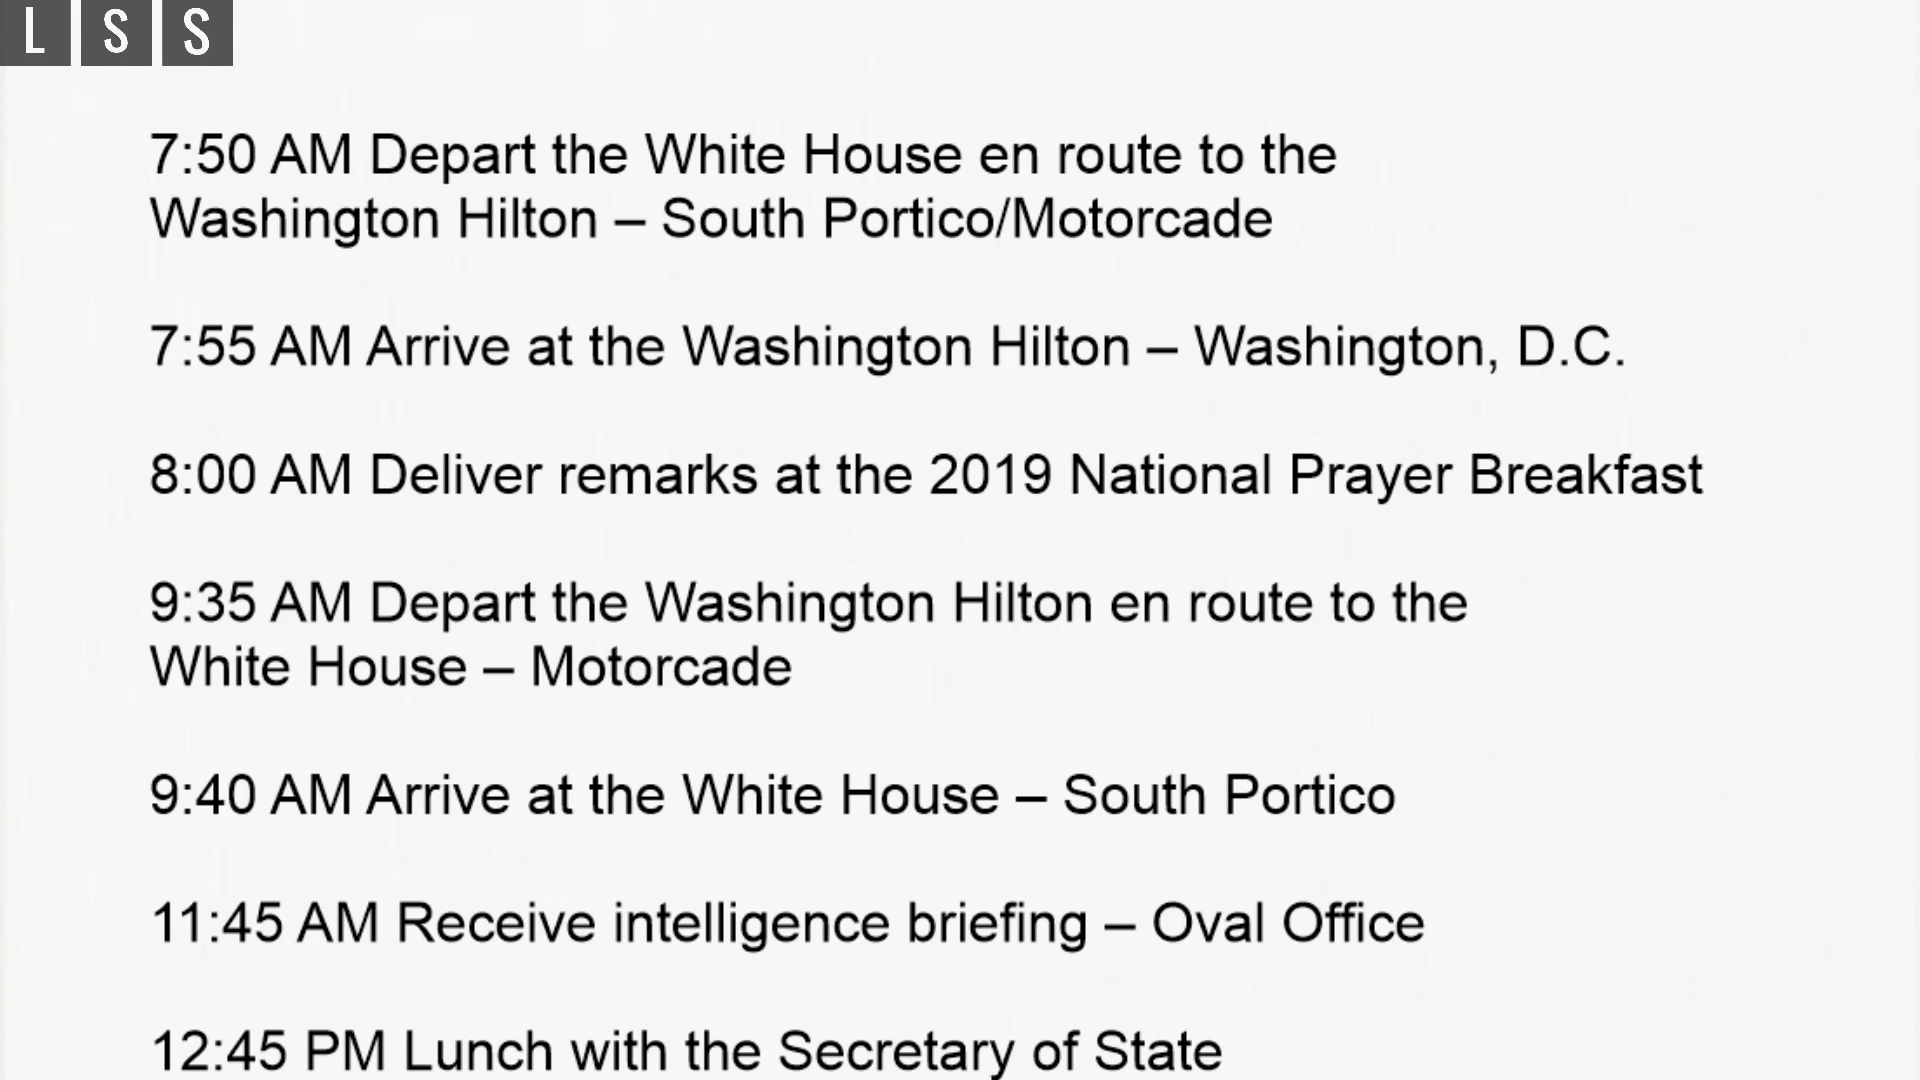 L S S
7:50 AM Depart the White House en route to the
Washington Hilton – South Portico/Motorcade
7:55 AM Arrive at the Washington Hilton – Washington, D.C.
8:00 AM Deliver remarks at the 2019 National Prayer Breakfast
9:35 AM Depart the Washington Hilton en route to the
White House – Motorcade
9:40 AM Arrive at the White House – South Portico
11:45 AM Receive intelligence briefing – Oval Office
12:45 PM Lunch with the Secretary of State